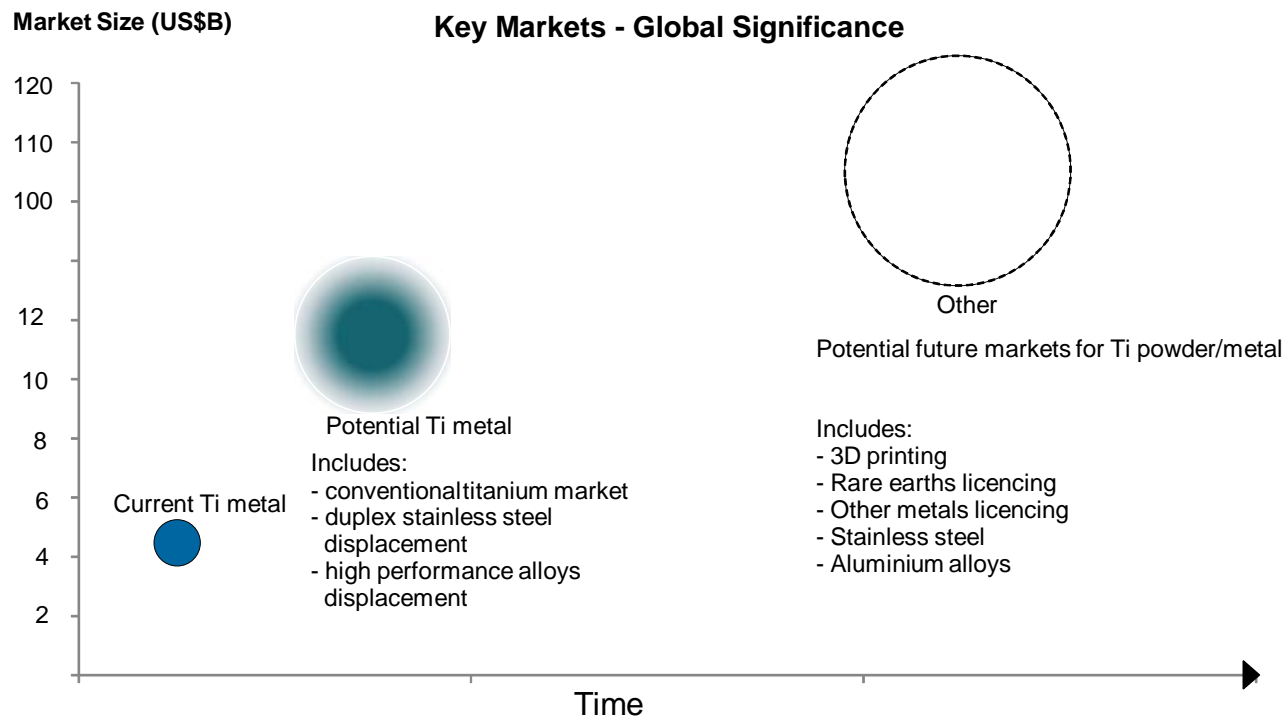 Market Size (US$B)
Key Markets - Global Significance
120
110
100
12
10
8
6
4
2
Current Ti metal
Potential Ti metal
Includes:
- conventional titanium market
- duplex stainless steel
displacement
- high performance alloys
displacement
Other
Potential future markets for Ti powder/metal
Includes:
- 3D printing
- Rare earths licencing
- Other metals licencing
- Stainless steel
- Aluminium alloys
Time